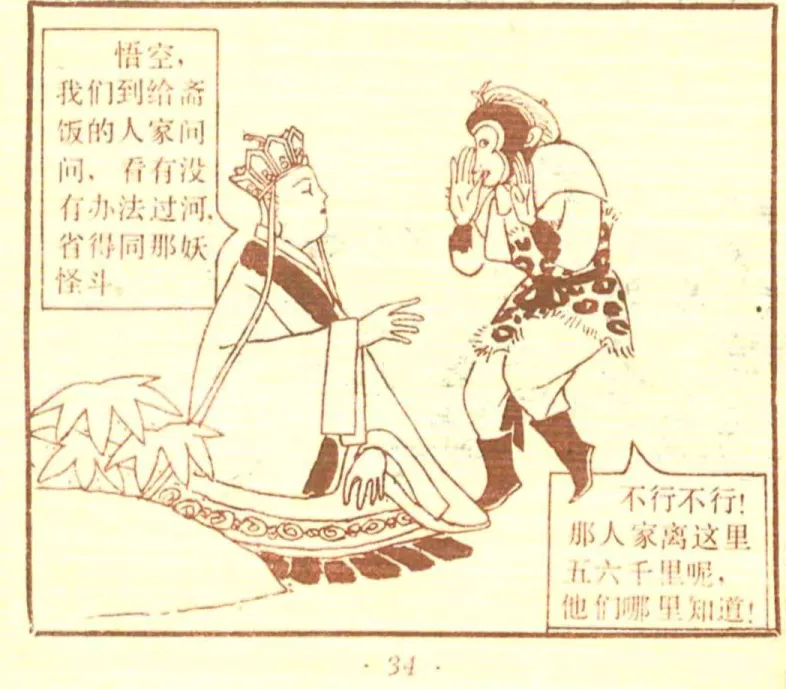 悟空，
我们到给斋
饭的人家问
问，看有没
有办法过河，
省得同那妖
怪斗。
不行不行！
那人家离这里
五六千里呢，
他们哪里知道！
·34·